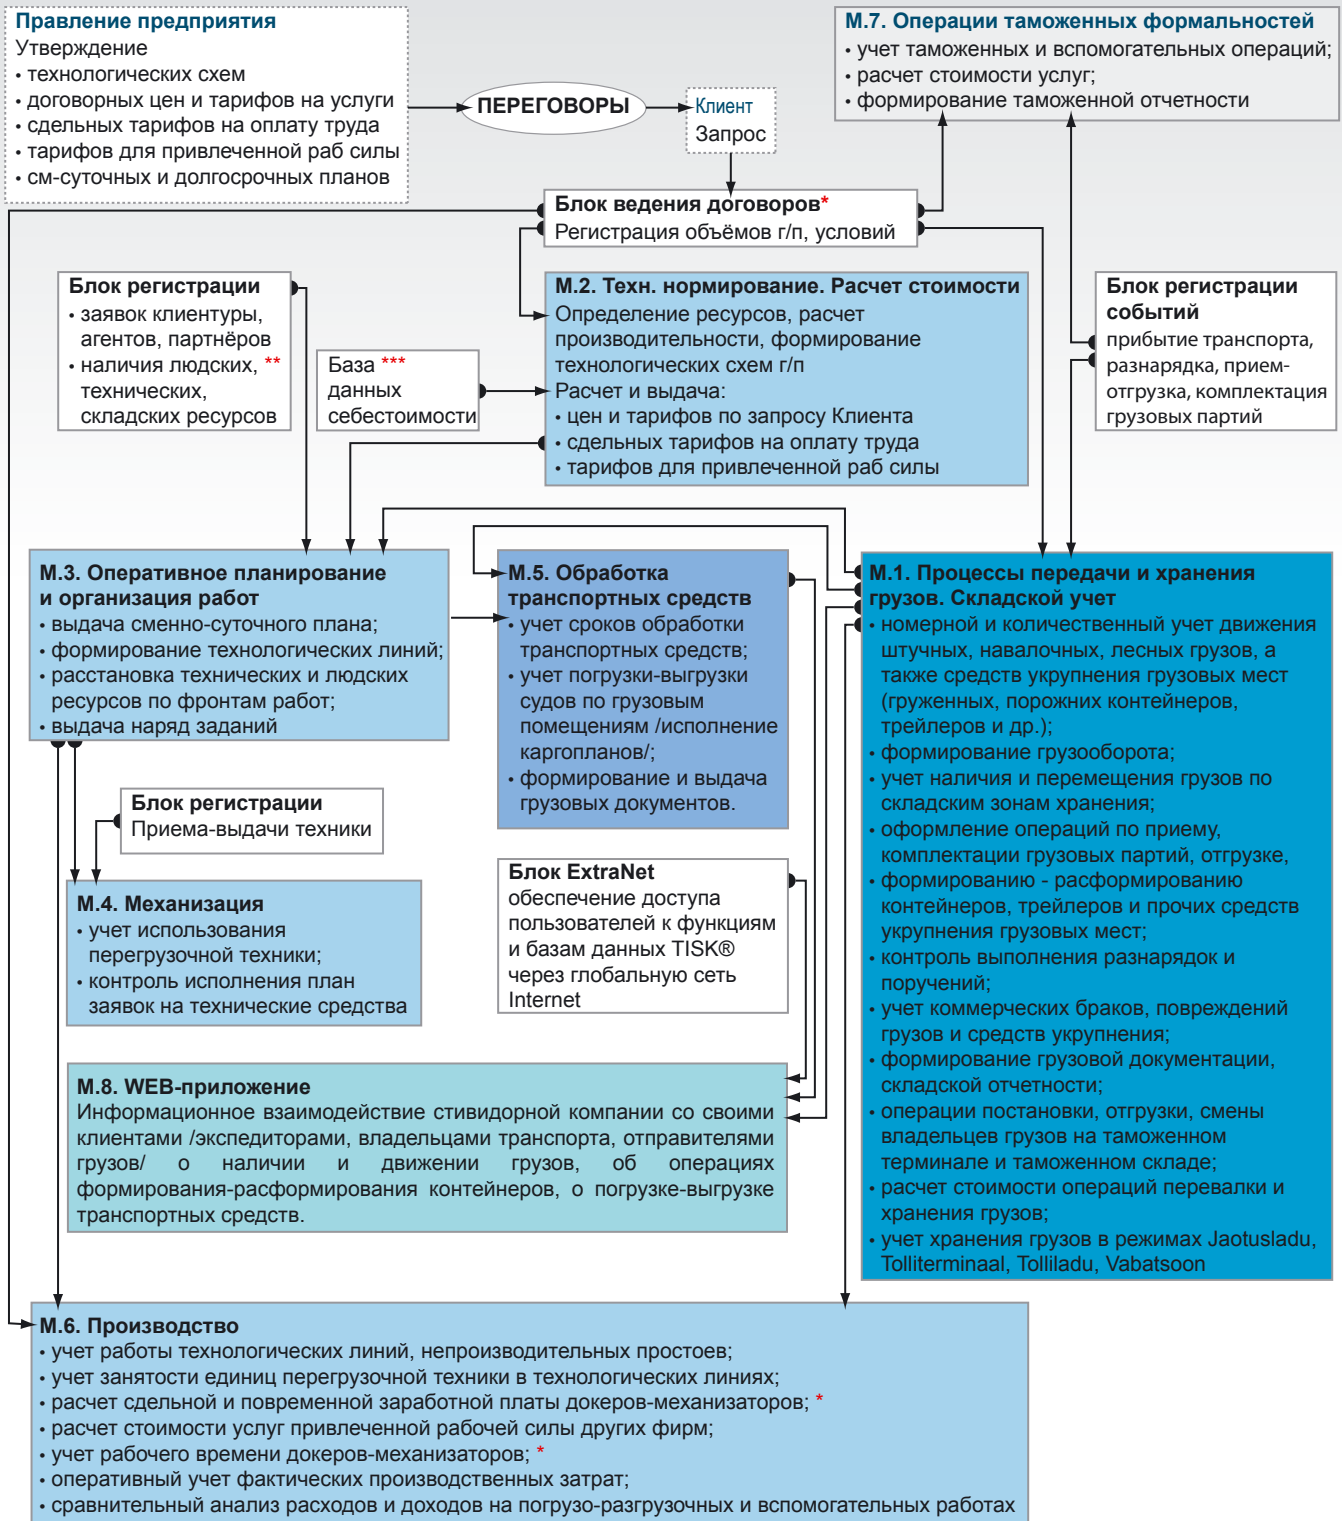 Правление предприятия
Утверждение
• технологических схем
• договорных цен и тарифов на услуги
• сдельных тарифов на оплату труда
• тарифов для привлеченной раб силы
• см-суточных и долгосрочных планов
ПЕРЕГОВОРЫ
Клиент
Запрос
М.7. Операции таможенных формальностей
• учет таможенных и вспомогательных операций;
• расчет стоимости услуг;
• формирование таможенной отчетности
Блок ведения договоров*
Регистрация объёмов г/п, условий
Блок регистрации
• заявок клиентуры,
агентов, партнёров
• наличия людских, **
технических,
складских ресурсов
База ***
данных
себестоимости
М.2. Техн. нормирование. Расчет стоимости
Определение ресурсов, расчет
производительности, формирование
технологических схем г/п
Расчет и выдача:
• цен и тарифов по запросу Клиента
• сдельных тарифов на оплату труда
• тарифов для привлеченной раб силы
Блок регистрации
событий
прибытие транспорта,
разнарядка, прием-
отгрузка, комплектация
грузовых партий
М.3. Оперативное планирование
и организация работ
• выдача сменно-суточного плана;
• формирование технологических линий;
• расстановка технических и людских
ресурсов по фронтам работ;
• выдача наряд заданий
М.5. Обработка
транспортных средств
• учет сроков обработки
транспортных средств;
• учет погрузки-выгрузки
судов по грузовым
помещениям /исполнение
каргопланов/;
• формирование и выдача
грузовых документов.
М.1. Процессы передачи и хранения
грузов. Складской учет
• номерной и количественный учет движения
штучных, навалочных, лесных грузов, а
также средств укрупнения грузовых мест
(груженных, порожних контейнеров,
трейлеров и др.);
• формирование грузооборота;
• учет наличия и перемещения грузов по
складским зонам хранения;
• оформление операций по приему,
комплектации грузовых партий, отгрузке,
• формированию - расформированию
контейнеров, трейлеров и прочих средств
укрупнения грузовых мест;
• контроль выполнения разнарядок и
поручений;
• учет коммерческих браков, повреждений
грузов и средств укрупнения;
• формирование грузовой документации,
складской отчетности;
• операции постановки, отгрузки, смены
владельцев грузов на таможенном
терминале и таможенном складе;
• расчет стоимости операций перевалки и
хранения грузов;
• учет хранения грузов в режимах Jaotusladu,
Tolliterminaal, Tolliladu, Vabatsoon
Блок регистрации
Приема-выдачи техники
М.4. Механизация
• учет использования
перегрузочной техники;
• контроль исполнения план
заявок на технические средства
Блок ExtraNet
обеспечение доступа
пользователей к функциям
и базам данных TISK®
через глобальную сеть
Internet
М.8. WEB-приложение
Информационное взаимодействие стивидорной компании со своими
клиентами /экспедиторами, владельцами транспорта, отправителями
грузов/ о наличии и движении грузов, об операциях
формирования-расформирования контейнеров, о погрузке-выгрузке
транспортных средств.
М.6. Производство
• учет работы технологических линий, непроизводительных простоев;
• учет занятости единиц перегрузочной техники в технологических линиях;
• расчет сдельной и повременной заработной платы докеров-механизаторов; *
• расчет стоимости услуг привлеченной рабочей силы других фирм;
• учет рабочего времени докеров-механизаторов; *
• оперативный учет фактических производственных затрат;
• сравнительный анализ расходов и доходов на погрузо-разгрузочных и вспомогательных работах